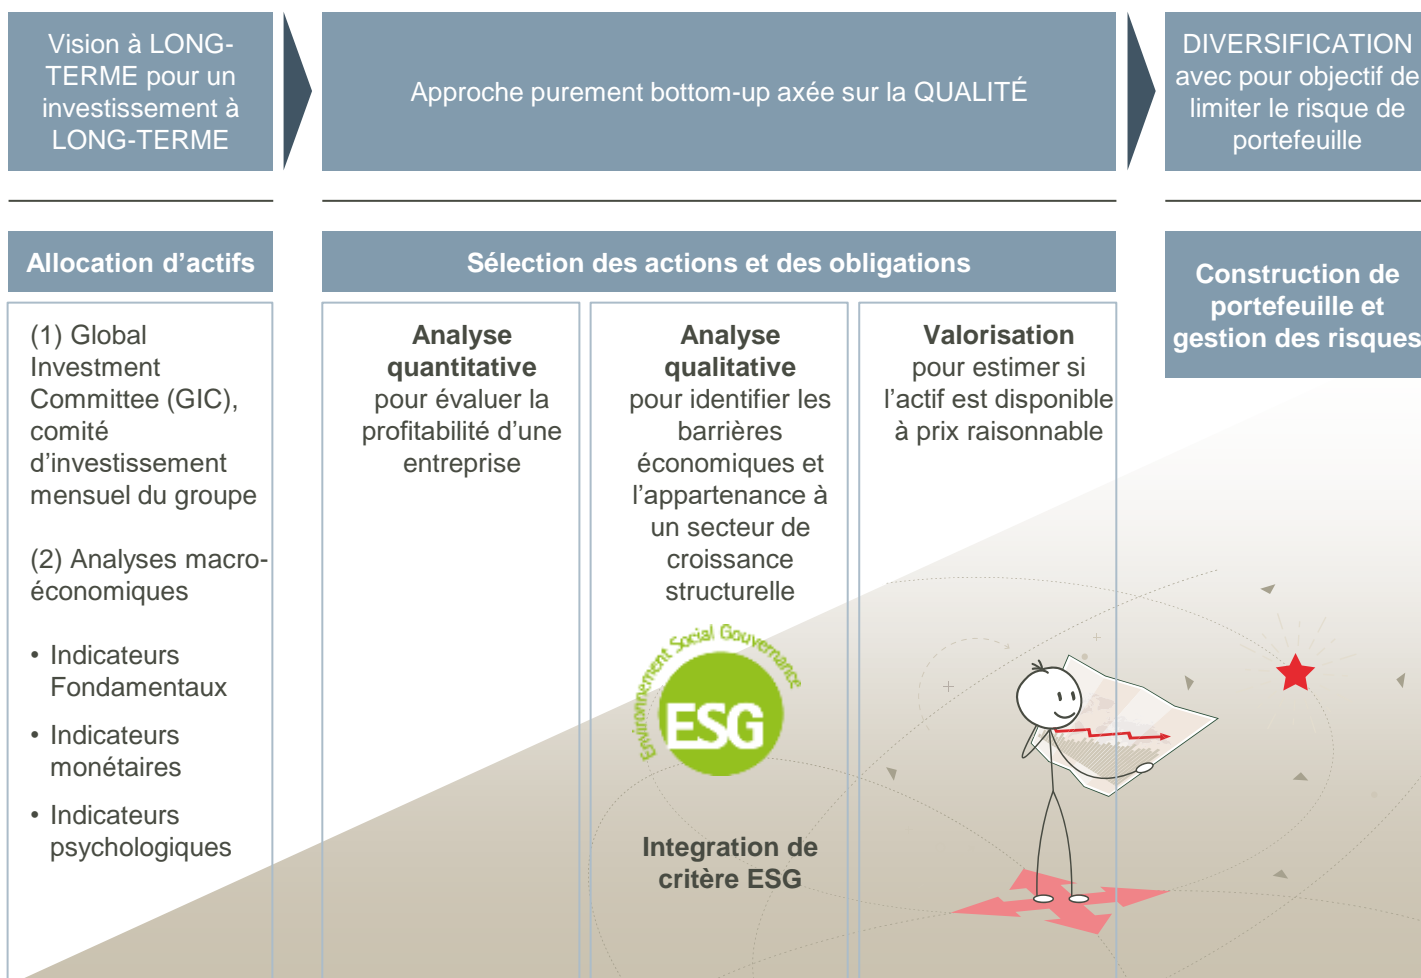 Vision à LONG-
TERME pour un
investissement à
LONG-TERME
Approche purement bottom-up axée sur la QUALITÉ
DIVERSIFICATION
avec pour objectif de
limiter le risque de
portefeuille
Allocation d’actifs
(1) Global
Investment
Committee (GIC),
comité
d’investissement
mensuel du groupe
(2) Analyses macro-
économiques
• Indicateurs
Fondamentaux
• Indicateurs
monétaires
• Indicateurs
psychologiques
Sélection des actions et des obligations
Analyse
quantitative
pour évaluer la
profitabilité d’une
entreprise
Analyse
qualitative
pour identifier les
barrières
économiques et
l’appartenance à
un secteur de
croissance
structurelle
Environnement Social Gouvernance
ESG
Integration de
critère ESG
Valorisation
pour estimer si
l’actif est disponible
à prix raisonnable
Construction de
portefeuille et
gestion des risques